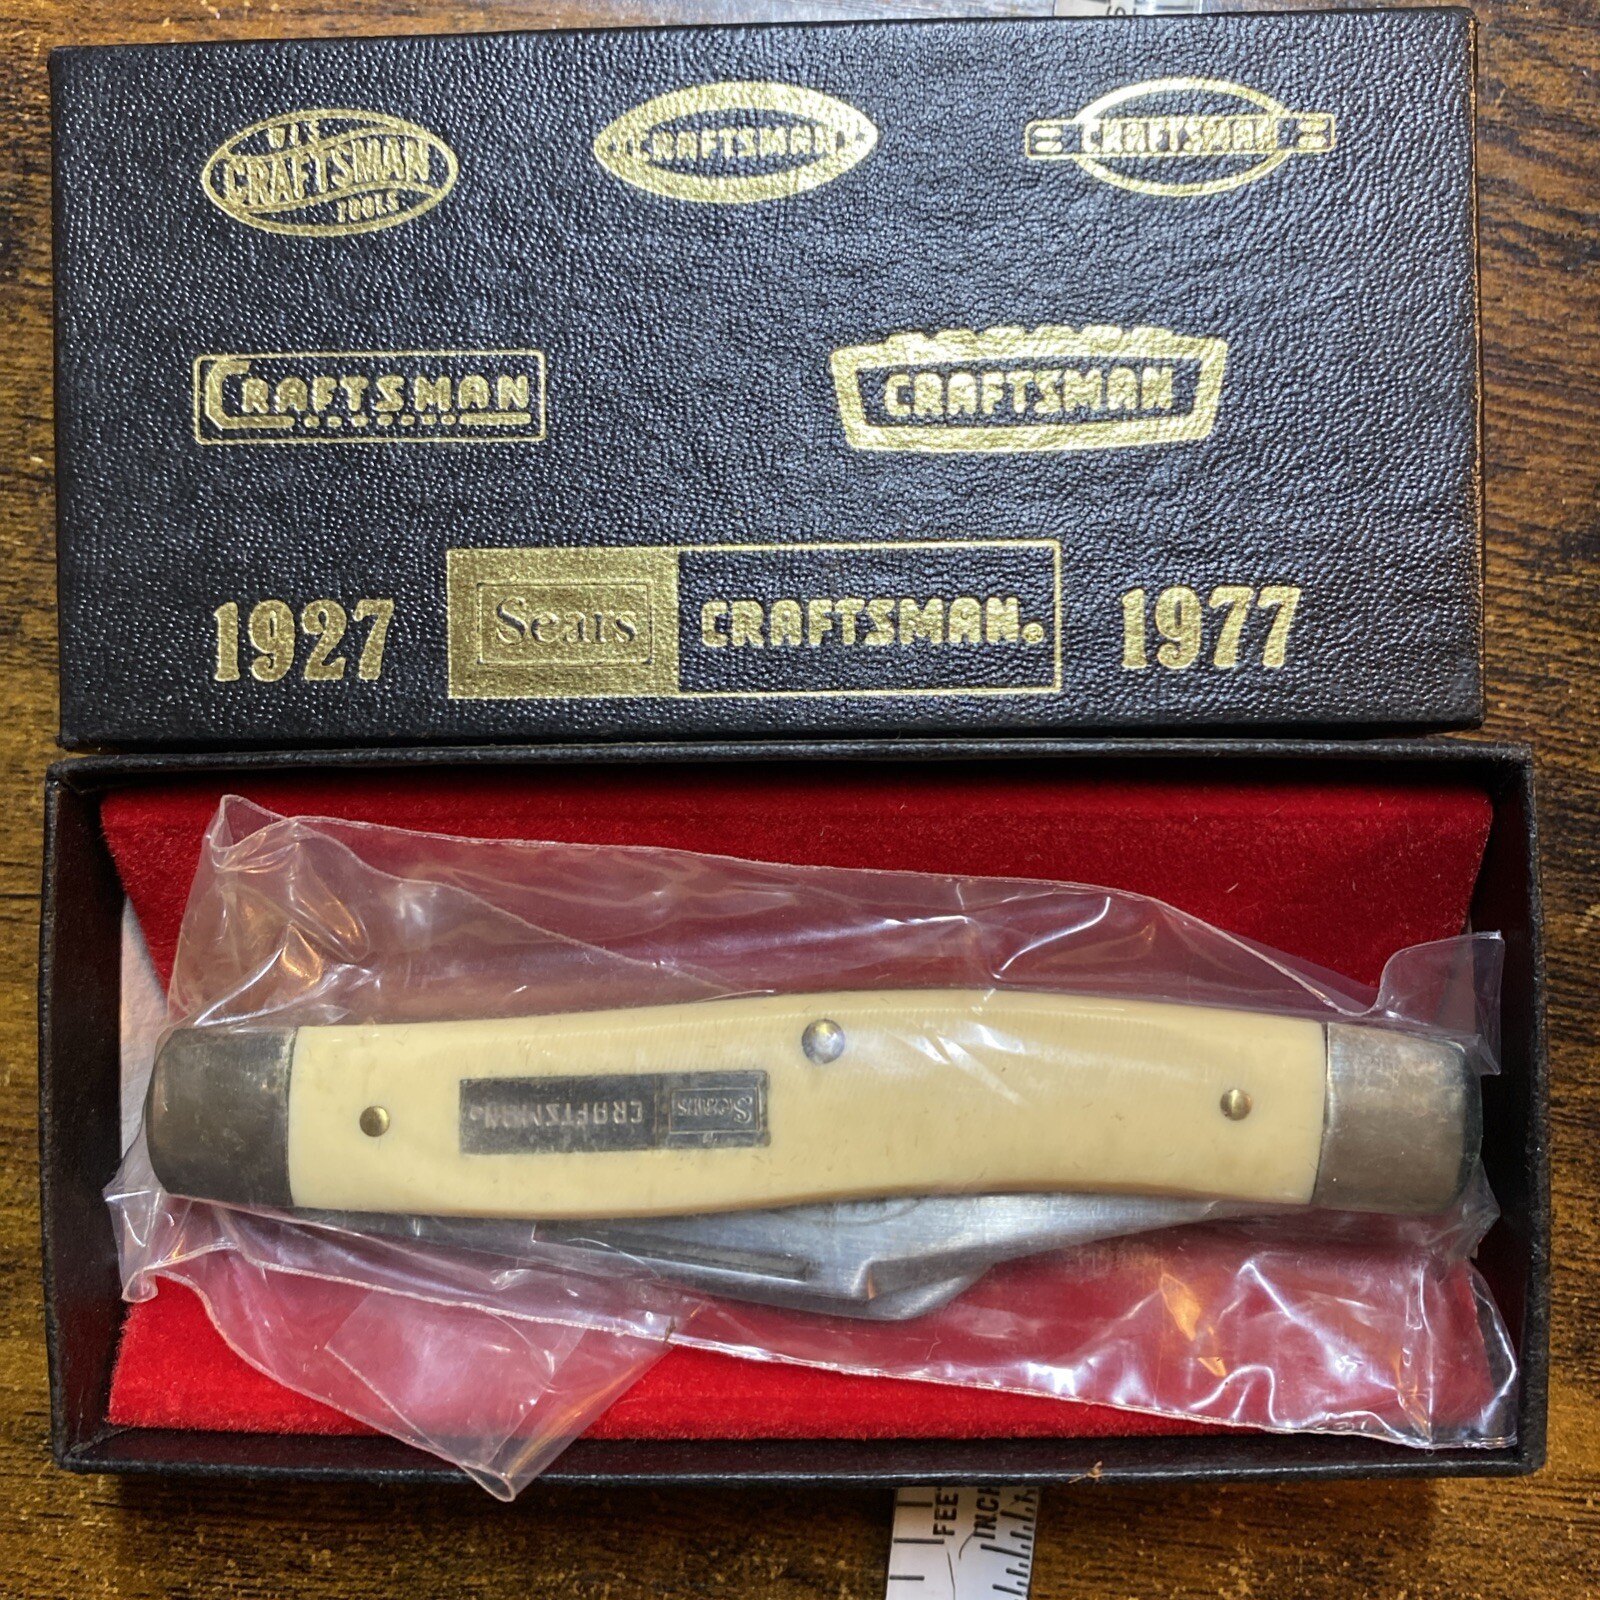 CRAFTSMAN
TOOLS
CRAFTSMAN
CRAFTSMAN
CRAFTSMAN
CRAFTSMAN
1927 Sears CRAFTSMAN® 1977
Sears CRAFTSMAN®
FEET
INCH